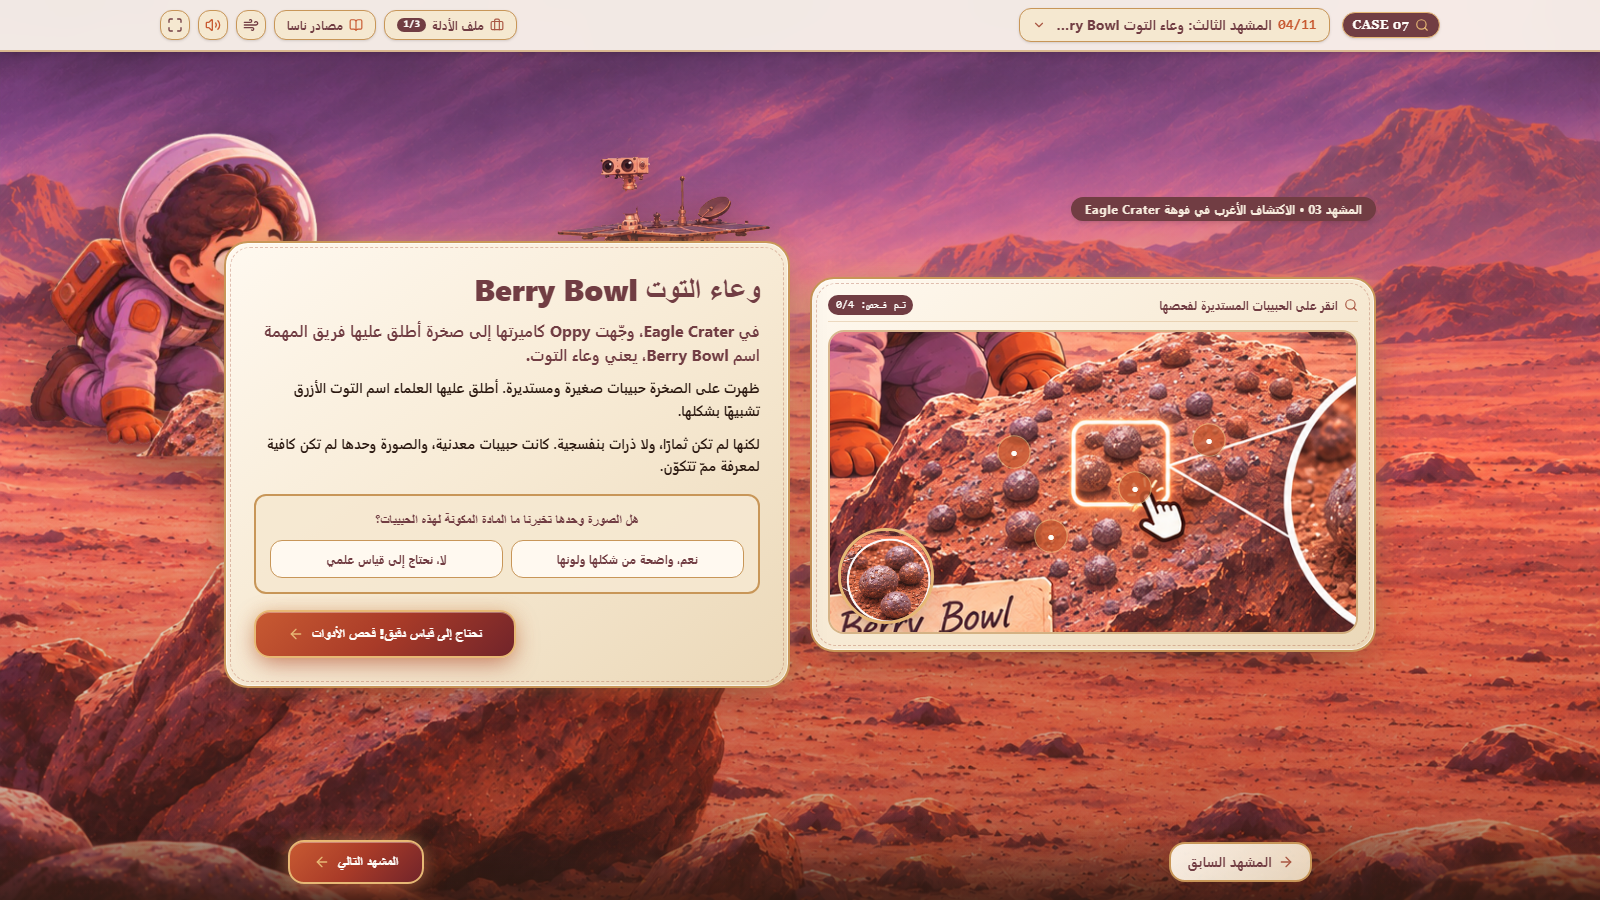 CASE 07
04/11 المشهد الثالث: وعاء التوت ry Bowl...
ملف الأدلة 1/3
مصادر ناسا
المشهد 03 • الاكتشاف الأغرب في فوهة Eagle Crater
انقر على الحبيبات المستديرة لفحصها
تم فحص: 0/4
Berry Bowl
وعاء التوت Berry Bowl
في Eagle Crater، وجّهت Oppy كاميرتها إلى صخرة أطلق عليها فريق المهمة
اسم Berry Bowl، يعني وعاء التوت.
ظهرت على الصخرة حبيبات صغيرة ومستديرة. أطلق عليها العلماء اسم التوت الأزرق
تشبيهًا بشكلها.
لكنها لم تكن ثمارًا، ولا ذرات بنفسجية. كانت حبيبات معدنية، والصورة وحدها لم تكن كافية
لمعرفة ممّ تتكوّن.
هل الصورة وحدها تخبرنا ما المادة المكونة لهذه الحبيبات؟
نعم، واضحة من شكلها ولونها
لا، نحتاج إلى قياس علمي
نحتاج إلى قياس دقيق! فحص الأدوات
المشهد السابق
المشهد التالي